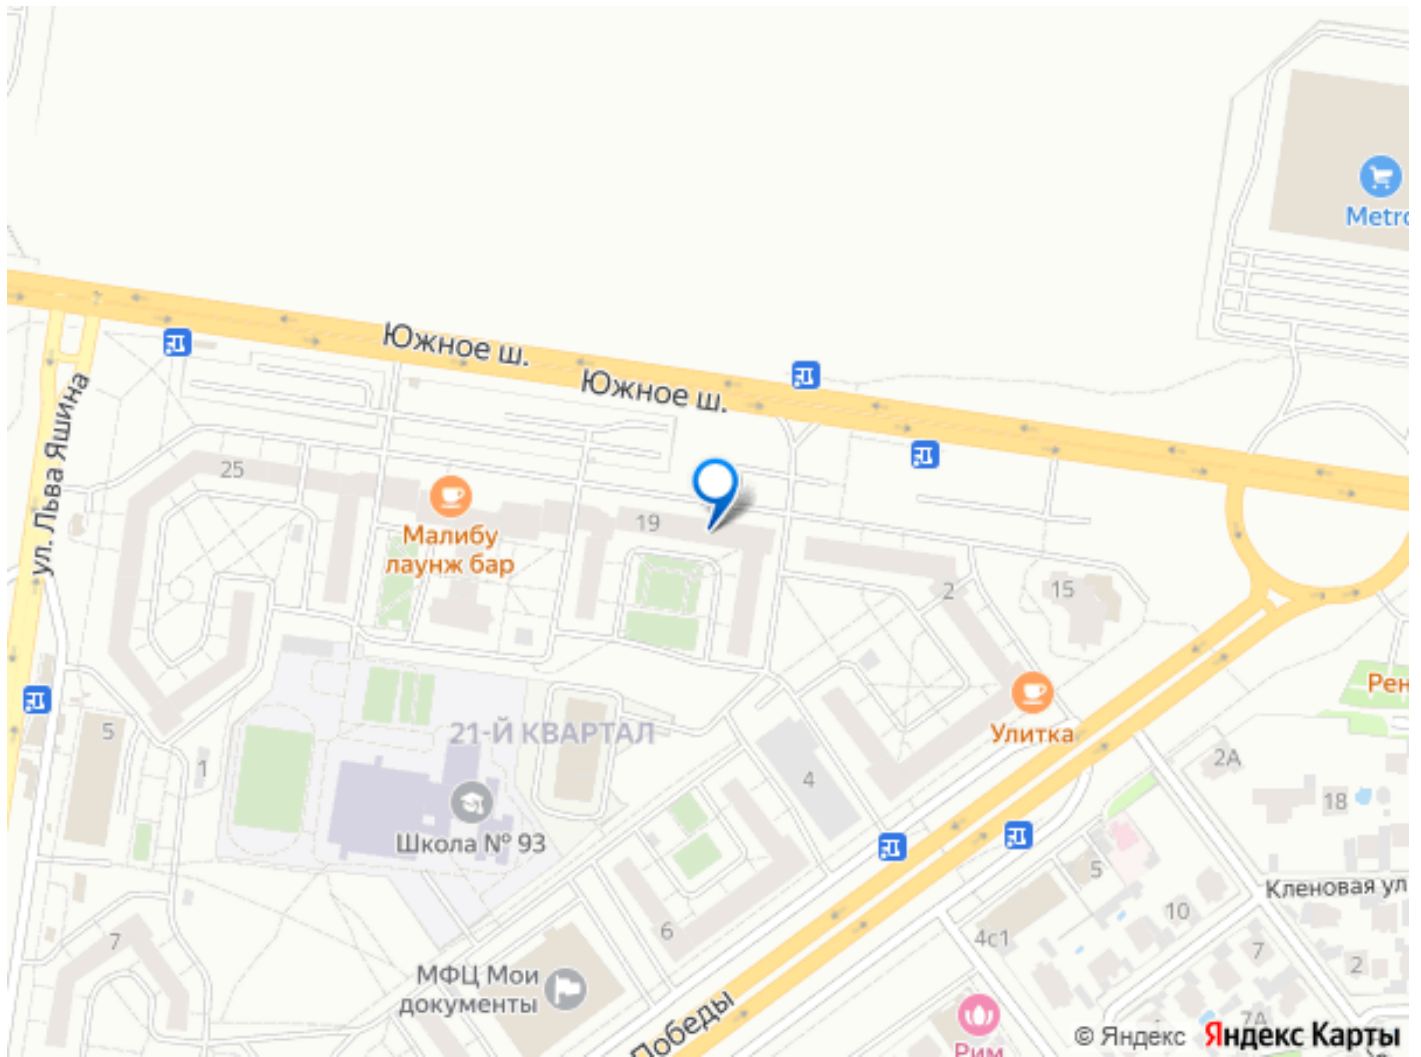 Metro
Южное ш.
Южное ш.
ул. Льва Яшина
25
19
Малибу
лаунж бар
2
15
Рен
Улитка
21-Й КВАРТАЛ
5
1
4
2А
18
Школа № 93
5
Кленовая ул
10
6
4с1
7
7
2
МФЦ Мои
документы
Победы
7А
Рим
© Яндекс Яндекс Карты